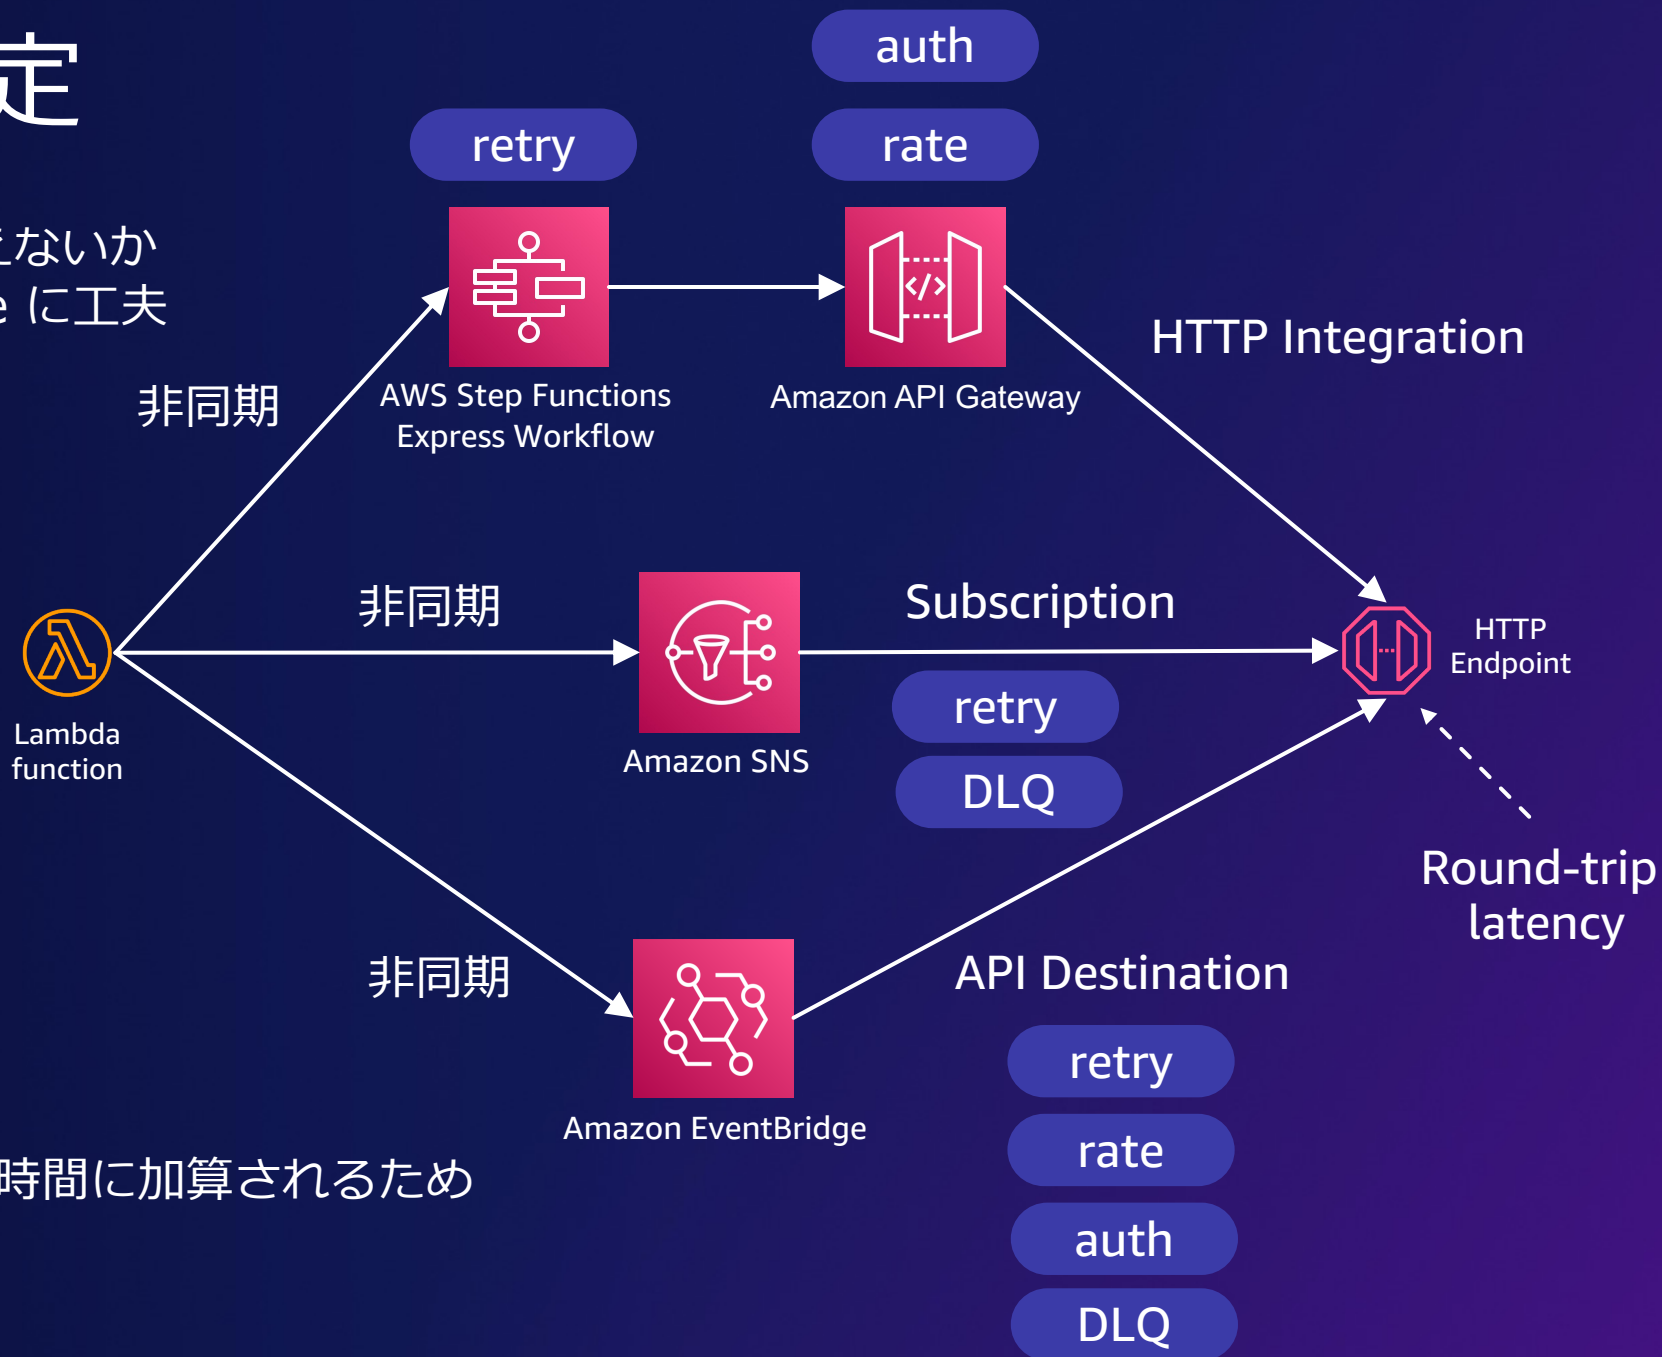 定
auth
retry
rate
えないか
e に工夫
HTTP Integration
非同期
AWS Step Functions
Express Workflow
Amazon API Gateway
非同期
Subscription
HTTP
Endpoint
retry
Lambda
function
Amazon SNS
DLQ
Round-trip
latency
非同期
API Destination
retry
Amazon EventBridge
rate
時間に加算されるため
auth
DLQ